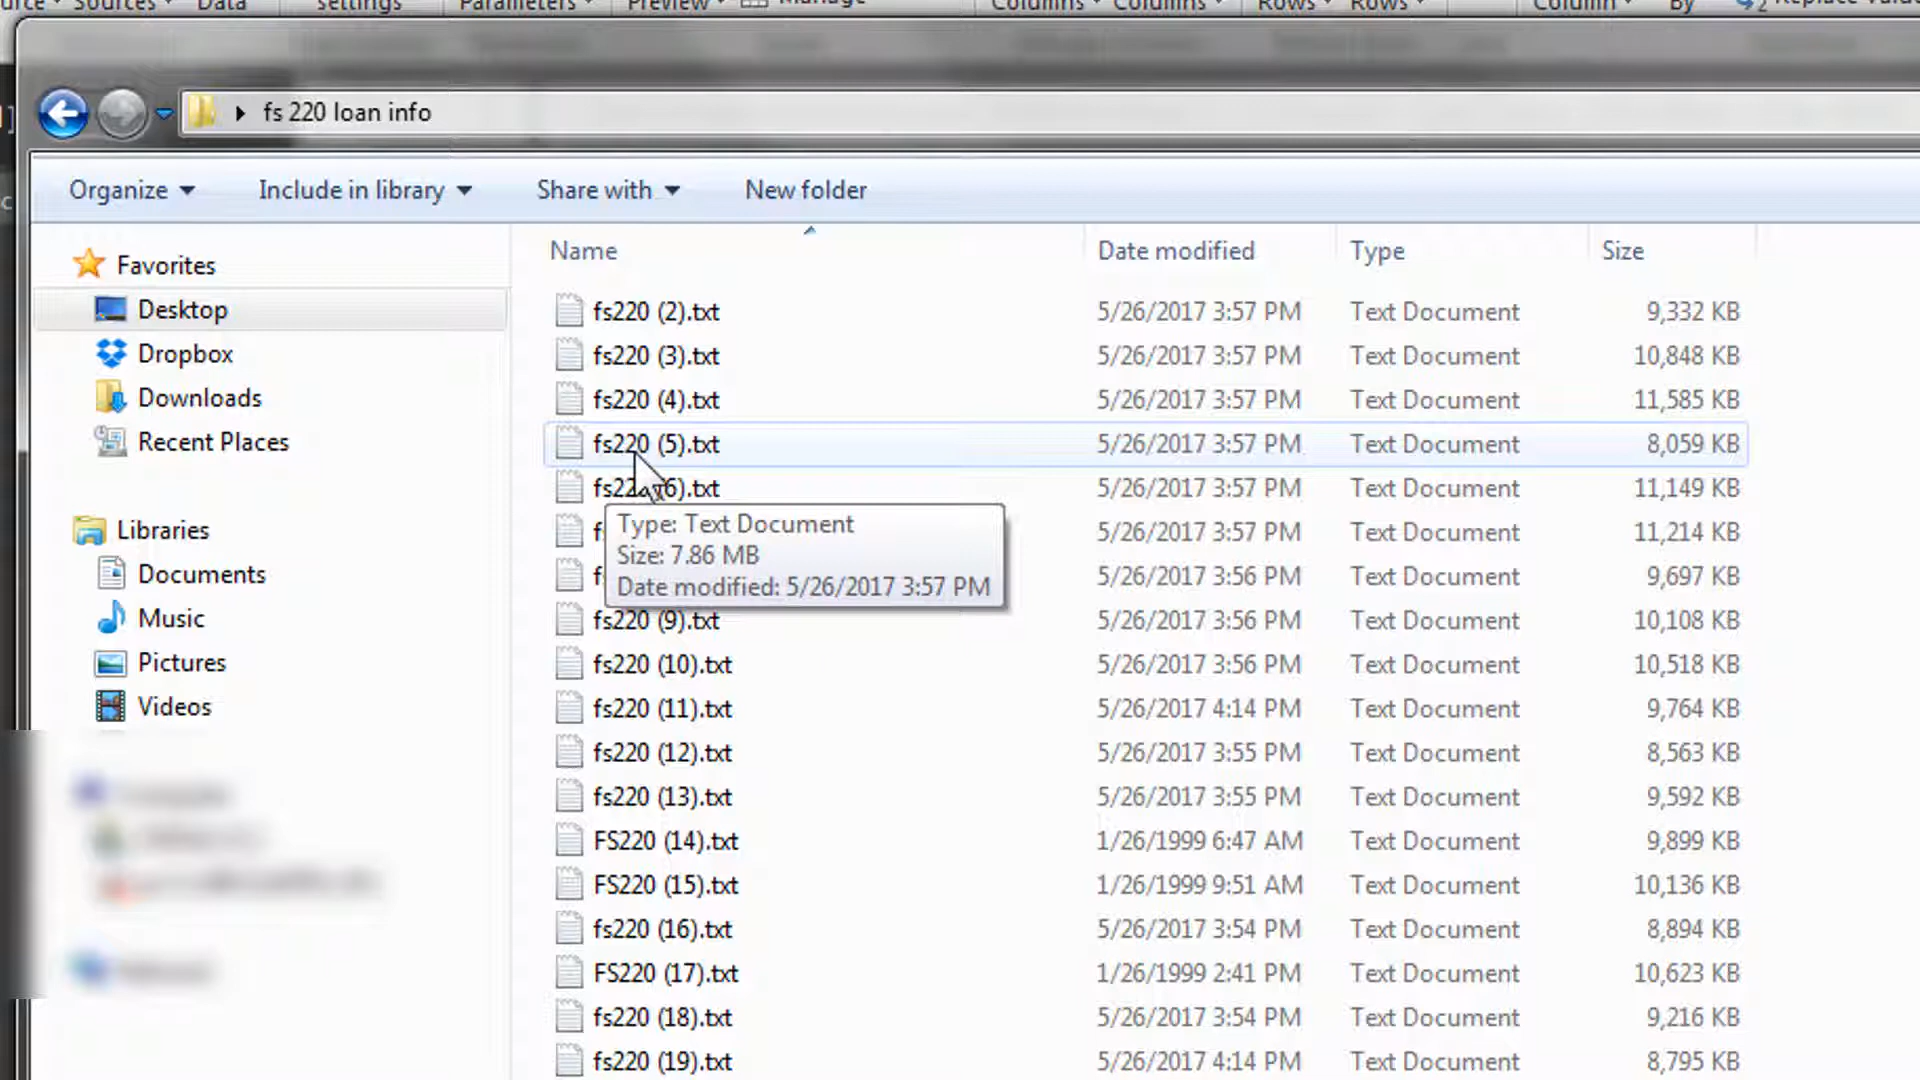 Sources
Data
settings
Parameters
Preview
Manage
Columns
Columns
Rows
Rows
Column
By
fs 220 loan info
Organize
Include in library
Share with
New folder
Name
Date modified
Type
Size
Favorites
Desktop
Dropbox
Downloads
Recent Places
Libraries
Documents
Music
Pictures
Videos
fs220 (2).txt 5/26/2017 3:57 PM Text Document 9,332 KB
fs220 (3).txt 5/26/2017 3:57 PM Text Document 10,848 KB
fs220 (4).txt 5/26/2017 3:57 PM Text Document 11,585 KB
fs220 (5).txt 5/26/2017 3:57 PM Text Document 8,059 KB
6).txt 5/26/2017 3:57 PM Text Document 11,149 KB
5/26/2017 3:57 PM Text Document 11,214 KB
5/26/2017 3:56 PM Text Document 9,697 KB
Type: Text Document
Size: 7.86 MB
Date modified: 5/26/2017 3:57 PM
fs220 (9).txt 5/26/2017 3:56 PM Text Document 10,108 KB
fs220 (10).txt 5/26/2017 3:56 PM Text Document 10,518 KB
fs220 (11).txt 5/26/2017 4:14 PM Text Document 9,764 KB
fs220 (12).txt 5/26/2017 3:55 PM Text Document 8,563 KB
fs220 (13).txt 5/26/2017 3:55 PM Text Document 9,592 KB
FS220 (14).txt 1/26/1999 6:47 AM Text Document 9,899 KB
FS220 (15).txt 1/26/1999 9:51 AM Text Document 10,136 KB
fs220 (16).txt 5/26/2017 3:54 PM Text Document 8,894 KB
FS220 (17).txt 1/26/1999 2:41 PM Text Document 10,623 KB
fs220 (18).txt 5/26/2017 3:54 PM Text Document 9,216 KB
fs220 (19).txt 5/26/2017 4:14 PM Text Document 8,795 KB